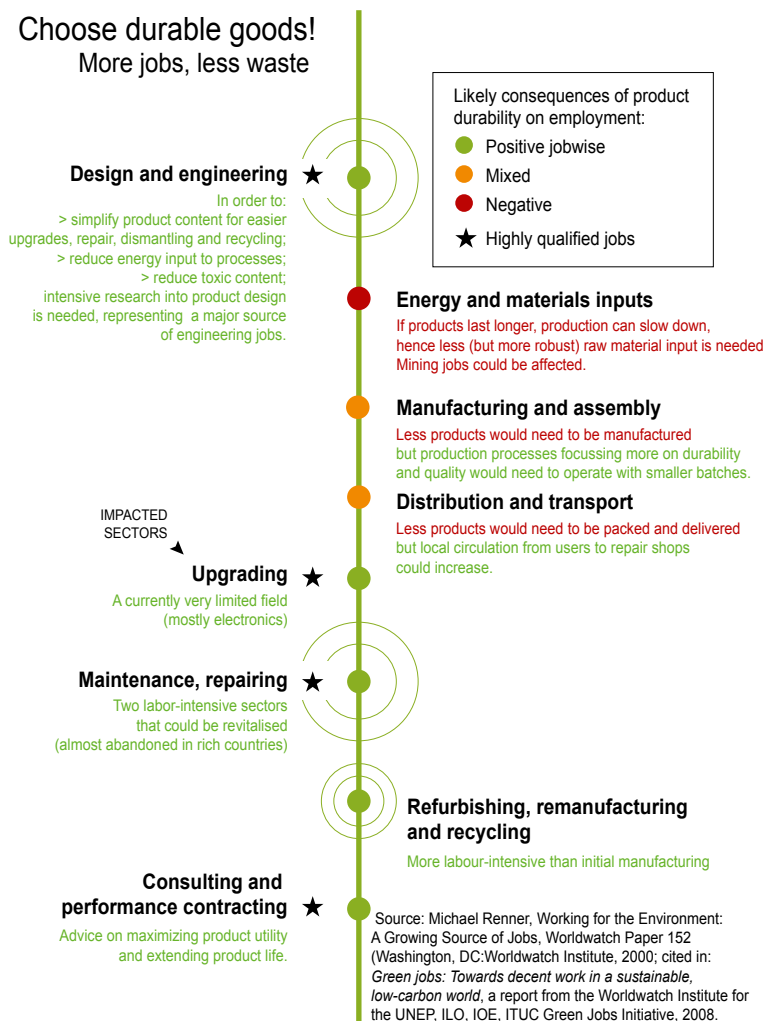 Choose durable goods!
More jobs, less waste
Likely consequences of product
durability on employment:
Positive jobwise
Mixed
Negative
Highly qualified jobs
Design and engineering
In order to:
> simplify product content for easier
upgrades, repair, dismantling and recycling;
> reduce energy input to processes;
> reduce toxic content;
intensive research into product design
is needed, representing a major source
of engineering jobs.
Energy and materials inputs
If products last longer, production can slow down,
hence less (but more robust) raw material input is needed
Mining jobs could be affected.
Manufacturing and assembly
Less products would need to be manufactured
but production processes focussing more on durability
and quality would need to operate with smaller batches.
Distribution and transport
Less products would need to be packed and delivered
but local circulation from users to repair shops
could increase.
IMPACTED
SECTORS
Upgrading
A currently very limited field
(mostly electronics)
Maintenance, repairing
Two labor-intensive sectors
that could be revitalised
(almost abandoned in rich countries)
Refurbishing, remanufacturing
and recycling
More labour-intensive than initial manufacturing
Consulting and
performance contracting
Advice on maximizing product utility
and extending product life.
Source: Michael Renner, Working for the Environment:
A Growing Source of Jobs, Worldwatch Paper 152
(Washington, DC:Worldwatch Institute, 2000; cited in:
Green jobs: Towards decent work in a sustainable,
low-carbon world, a report from the Worldwatch Institute for
the UNEP, ILO, IOE, ITUC Green Jobs Initiative, 2008.